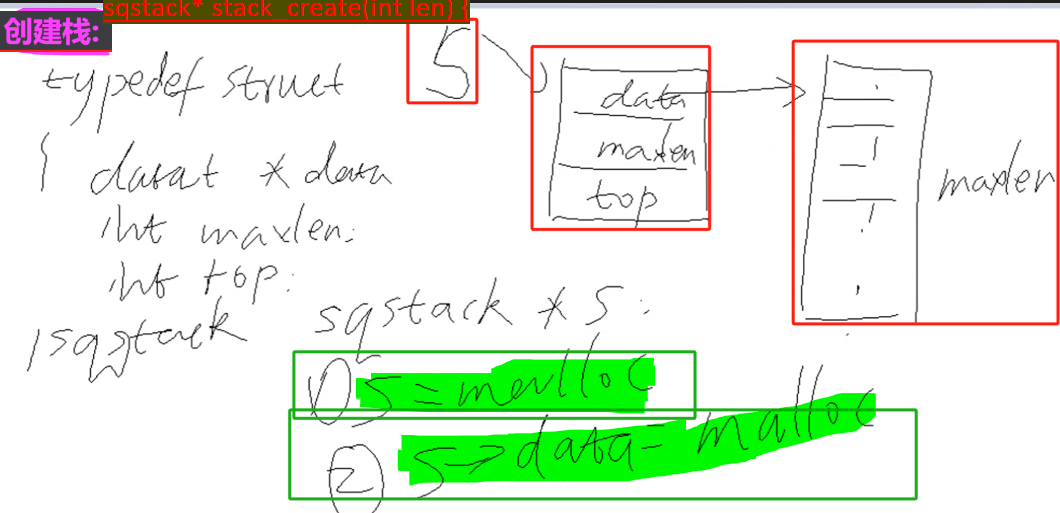 sqstack* stack_create(int len) {
创建栈:
typedef struct
{ datat * data
int maxlen;
int top;
}sqstack
S
data
maxlen
top
maxlen
sqstack * S;
① S = malloc
② S->data = malloc